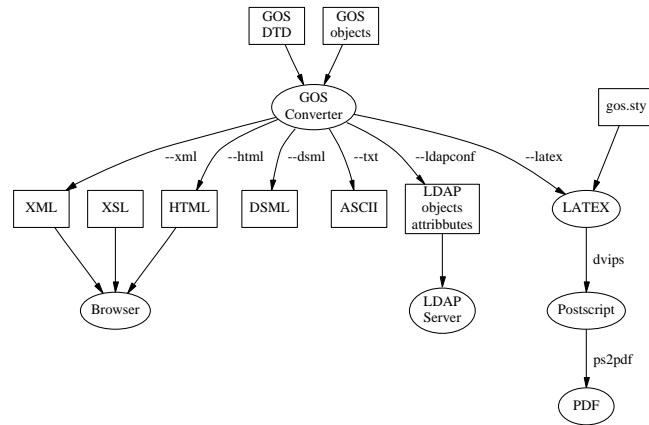 GOS
DTD
GOS
objects
GOS
Converter
gos.sty
--xml
--html
--dsml
--txt
--ldapconf
--latex
XML
XSL
HTML
DSML
ASCII
LDAP
objects
attribbutes
LATEX
dvips
Browser
LDAP
Server
Postscript
ps2pdf
PDF